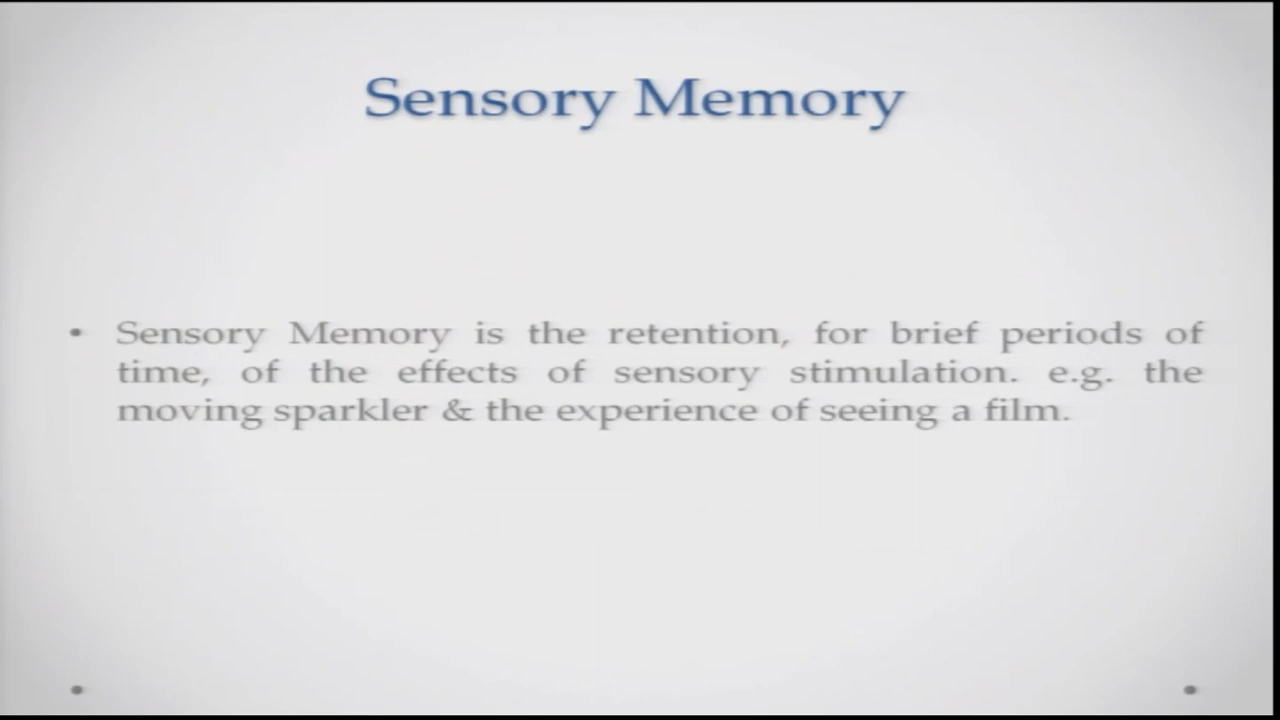 Sensory Memory
• Sensory Memory is the retention, for brief periods of
time, of the effects of sensory stimulation. e.g. the
moving sparkler & the experience of seeing a film.